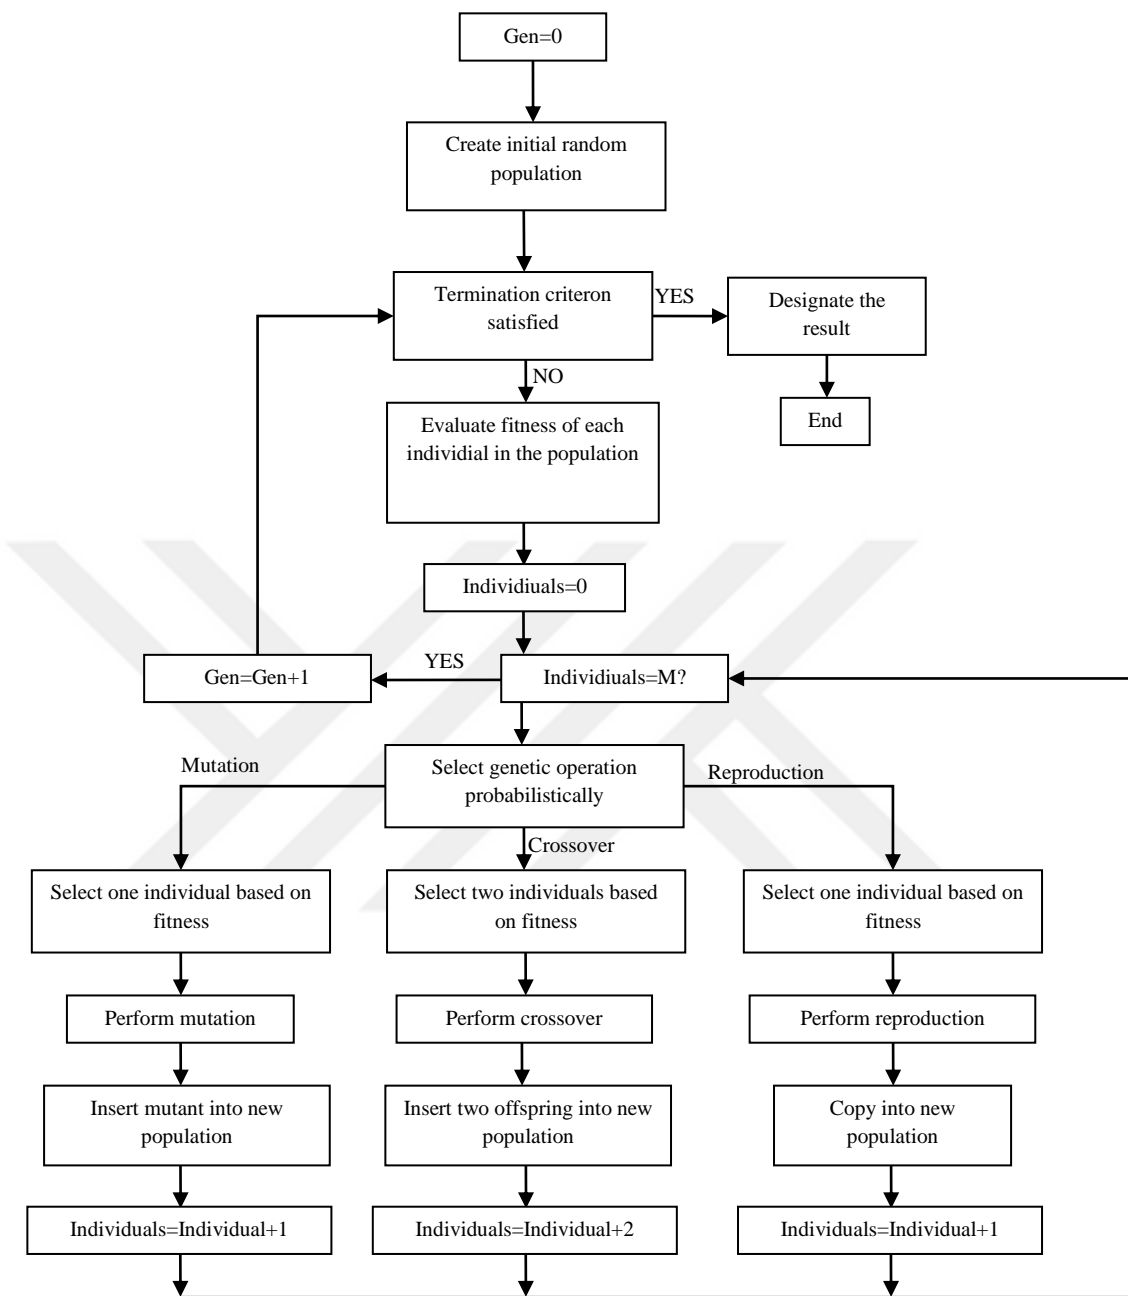 Gen=0
Create initial random
population
Termination criteron
satisfied
YES
Designate the
result
NO
End
Evaluate fitness of each
individial in the population
Individiuals=0
Gen=Gen+1
YES
Individiuals=M?
Mutation
Select genetic operation
probabilistically
Reproduction
Crossover
Select one individual based on
fitness
Select two individuals based
on fitness
Select one individual based on
fitness
Perform mutation
Perform crossover
Perform reproduction
Insert mutant into new
population
Insert two offspring into new
population
Copy into new
population
Individuals=Individual+1
Individuals=Individual+2
Individuals=Individual+1